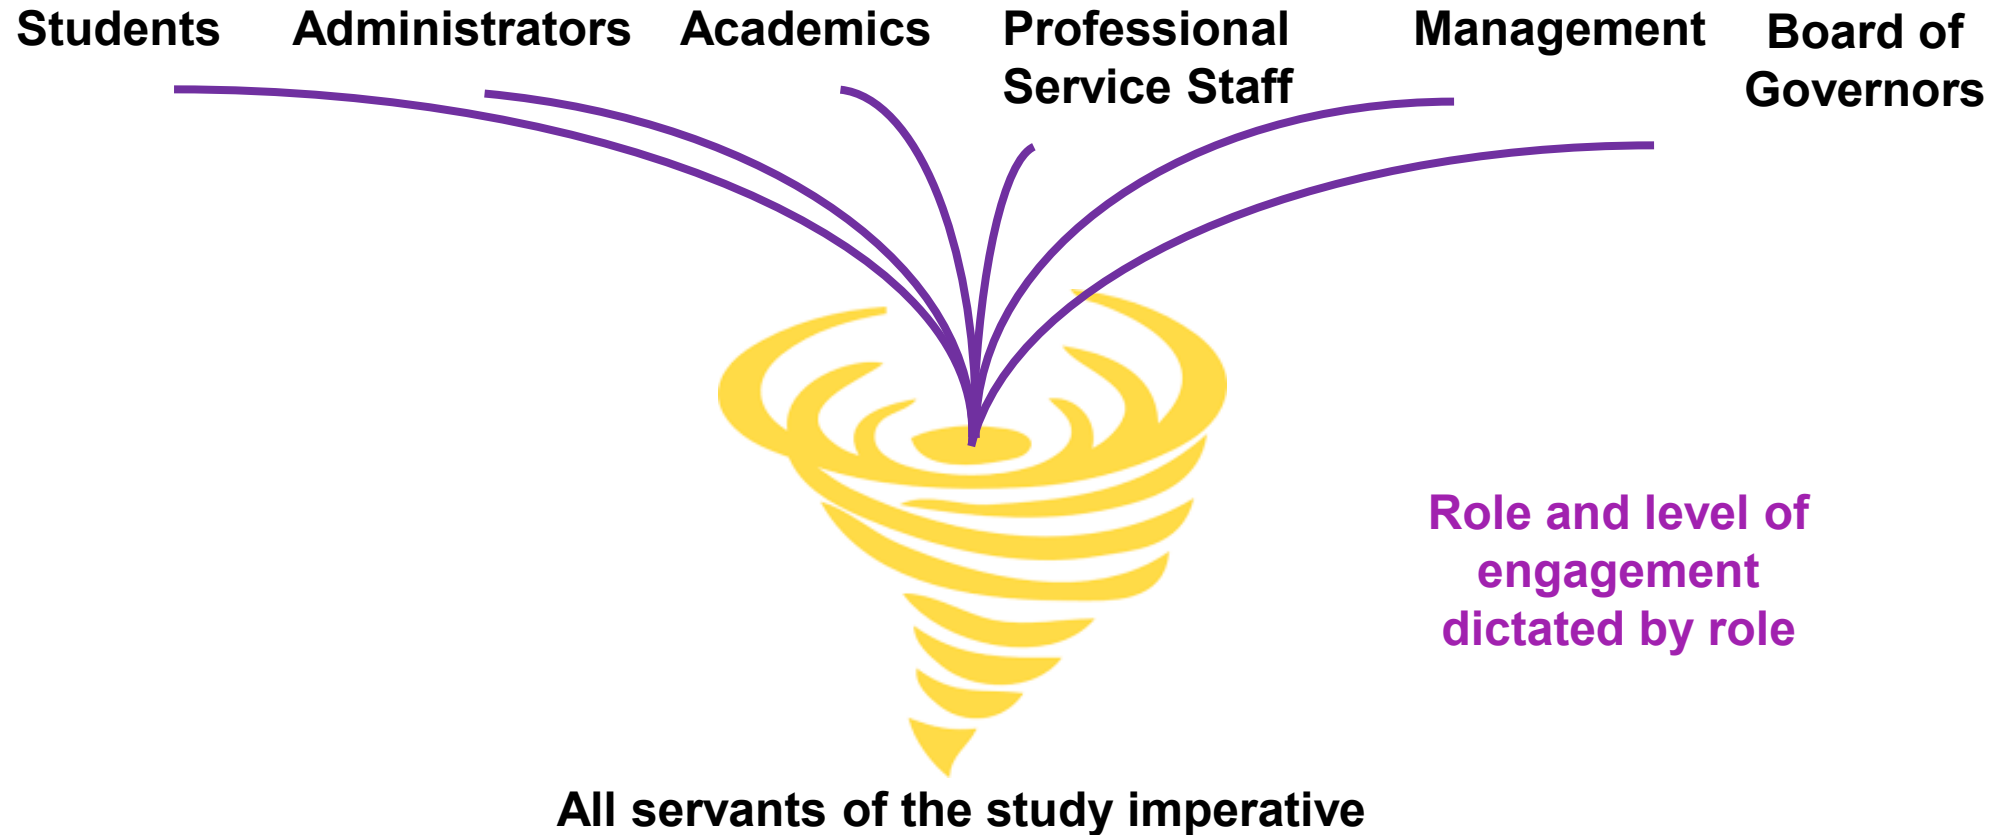 Students
Administrators
Academics
Professional
Service Staff
Management
Board of
Governors
Role and level of
engagement
dictated by role
All servants of the study imperative